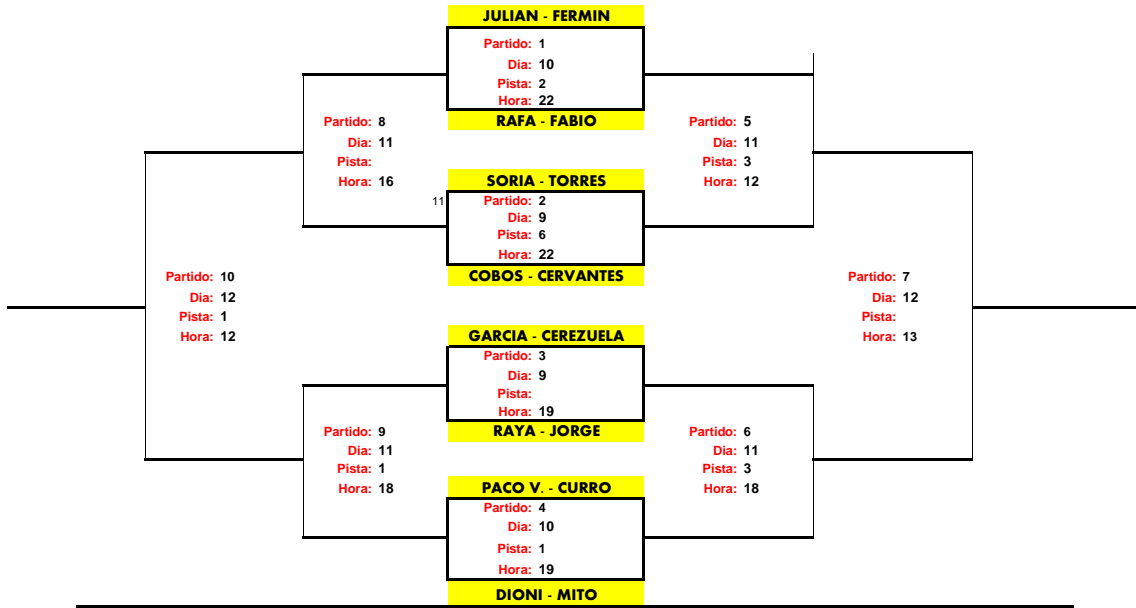 JULIAN - FERMIN
Partido: 1
Dia: 10
Pista: 2
Hora: 22
RAFA - FABIO
Partido: 8
Dia: 11
Pista:
Hora: 16
Partido: 5
Dia: 11
Pista: 3
Hora: 12
SORIA - TORRES
11
Partido: 2
Dia: 9
Pista: 6
Hora: 22
COBOS - CERVANTES
Partido: 10
Dia: 12
Pista: 1
Hora: 12
Partido: 7
Dia: 12
Pista:
Hora: 13
GARCIA - CEREZUELA
Partido: 3
Dia: 9
Pista:
Hora: 19
RAYA - JORGE
Partido: 9
Dia: 11
Pista: 1
Hora: 18
Partido: 6
Dia: 11
Pista: 3
Hora: 18
PACO V. - CURRO
Partido: 4
Dia: 10
Pista: 1
Hora: 19
DIONI - MITO